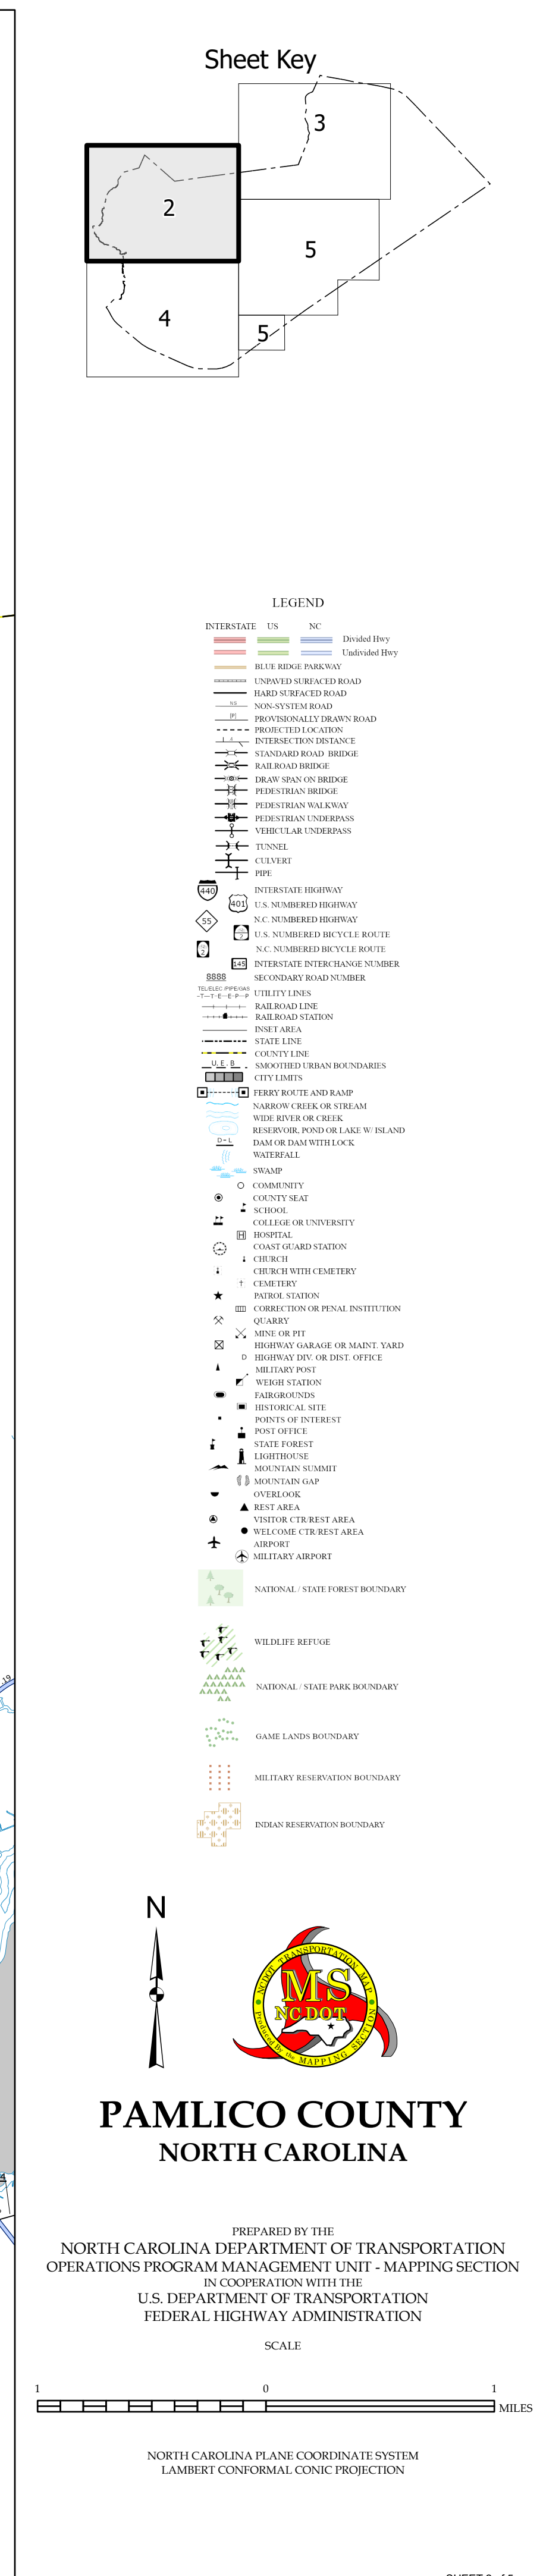 Sheet Key
3
2
5
4
5
LEGEND
INTERSTATE US NC
Divided Hwy
Undivided Hwy
BLUE RIDGE PARKWAY
UNPAVED SURFACED ROAD
HARD SURFACED ROAD
NS NON-SYSTEM ROAD
[P] PROVISIONALLY DRAWN ROAD
PROJECTED LOCATION
INTERSECTION DISTANCE
STANDARD ROAD BRIDGE
RAILROAD BRIDGE
DRAW SPAN ON BRIDGE
PEDESTRIAN BRIDGE
PEDESTRIAN WALKWAY
PEDESTRIAN UNDERPASS
VEHICULAR UNDERPASS
TUNNEL
CULVERT
PIPE
440 INTERSTATE HIGHWAY
401 U.S. NUMBERED HIGHWAY
55 N.C. NUMBERED HIGHWAY
2 U.S. NUMBERED BICYCLE ROUTE
2 N.C. NUMBERED BICYCLE ROUTE
145 INTERSTATE INTERCHANGE NUMBER
8888 SECONDARY ROAD NUMBER
TEL/ELEC/PIPE/GAS
–T–––T·E···E·P···P UTILITY LINES
RAILROAD LINE
RAILROAD STATION
INSET AREA
STATE LINE
COUNTY LINE
U.E.B SMOOTHED URBAN BOUNDARIES
CITY LIMITS
FERRY ROUTE AND RAMP
NARROW CREEK OR STREAM
WIDE RIVER OR CREEK
RESERVOIR, POND OR LAKE W/ ISLAND
D-L DAM OR DAM WITH LOCK
WATERFALL
SWAMP
COMMUNITY
COUNTY SEAT
SCHOOL
COLLEGE OR UNIVERSITY
H HOSPITAL
COAST GUARD STATION
CHURCH
CHURCH WITH CEMETERY
CEMETERY
PATROL STATION
CORRECTION OR PENAL INSTITUTION
QUARRY
MINE OR PIT
HIGHWAY GARAGE OR MAINT. YARD
D HIGHWAY DIV. OR DIST. OFFICE
MILITARY POST
WEIGH STATION
FAIRGROUNDS
HISTORICAL SITE
POINTS OF INTEREST
POST OFFICE
STATE FOREST
LIGHTHOUSE
MOUNTAIN SUMMIT
MOUNTAIN GAP
OVERLOOK
REST AREA
VISITOR CTR/REST AREA
WELCOME CTR/REST AREA
AIRPORT
MILITARY AIRPORT
NATIONAL / STATE FOREST BOUNDARY
WILDLIFE REFUGE
.19
NATIONAL / STATE PARK BOUNDARY
GAME LANDS BOUNDARY
MILITARY RESERVATION BOUNDARY
INDIAN RESERVATION BOUNDARY
N
NCDOT TRANSPORTATION MAP
MS
NCDOT
Produced By the MAPPING SECTION
PAMLICO COUNTY
NORTH CAROLINA
PREPARED BY THE
NORTH CAROLINA DEPARTMENT OF TRANSPORTATION
OPERATIONS PROGRAM MANAGEMENT UNIT - MAPPING SECTION
IN COOPERATION WITH THE
U.S. DEPARTMENT OF TRANSPORTATION
FEDERAL HIGHWAY ADMINISTRATION
SCALE
1 0 1
MILES
NORTH CAROLINA PLANE COORDINATE SYSTEM
LAMBERT CONFORMAL CONIC PROJECTION